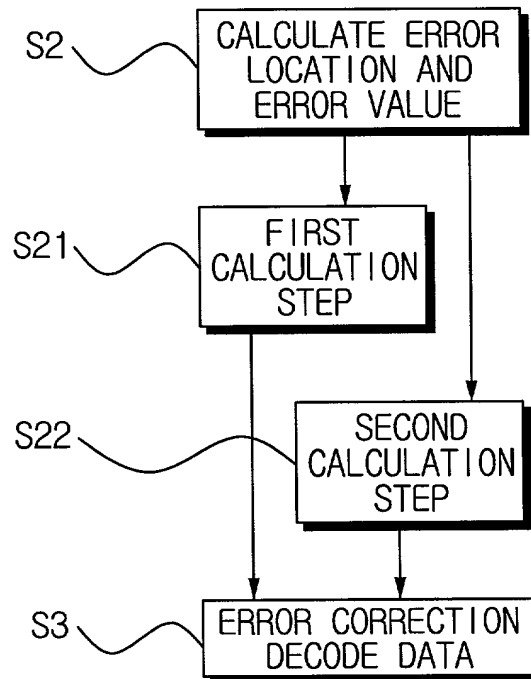 S2
CALCULATE ERROR
LOCATION AND
ERROR VALUE
S21
FIRST
CALCULATION
STEP
S22
SECOND
CALCULATION
STEP
S3
ERROR CORRECTION
DECODE DATA